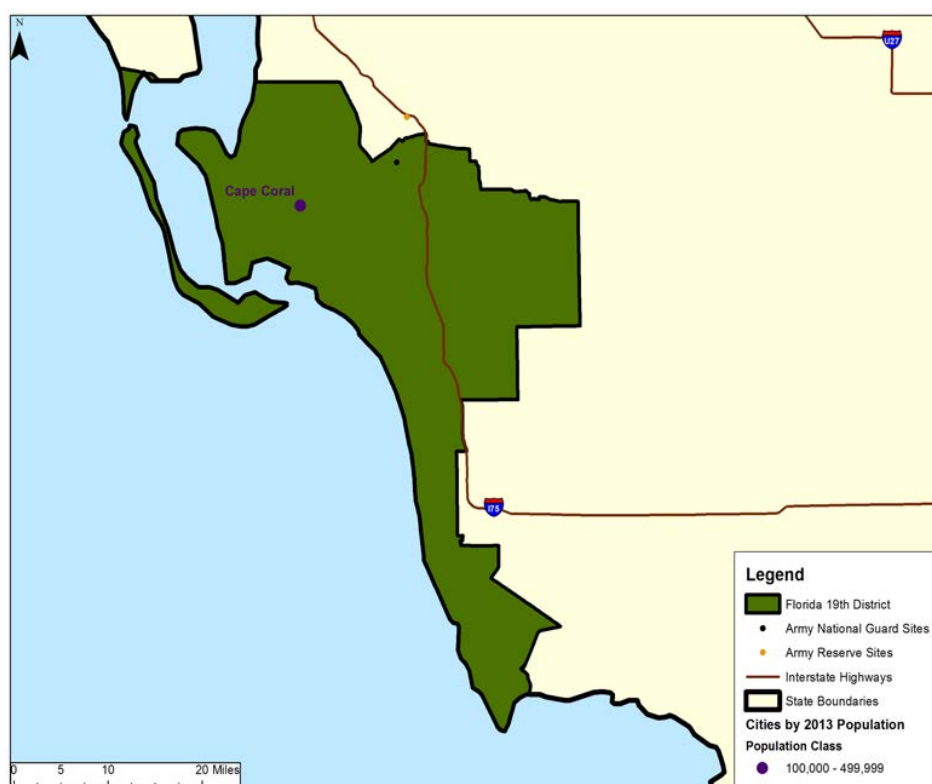 N
U27
Cape Coral
I75
Legend
Florida 19th District
Army National Guard Sites
Army Reserve Sites
Interstate Highways
State Boundaries
Cities by 2013 Population
Population Class
100,000 - 499,999
0 5 10 20 Miles